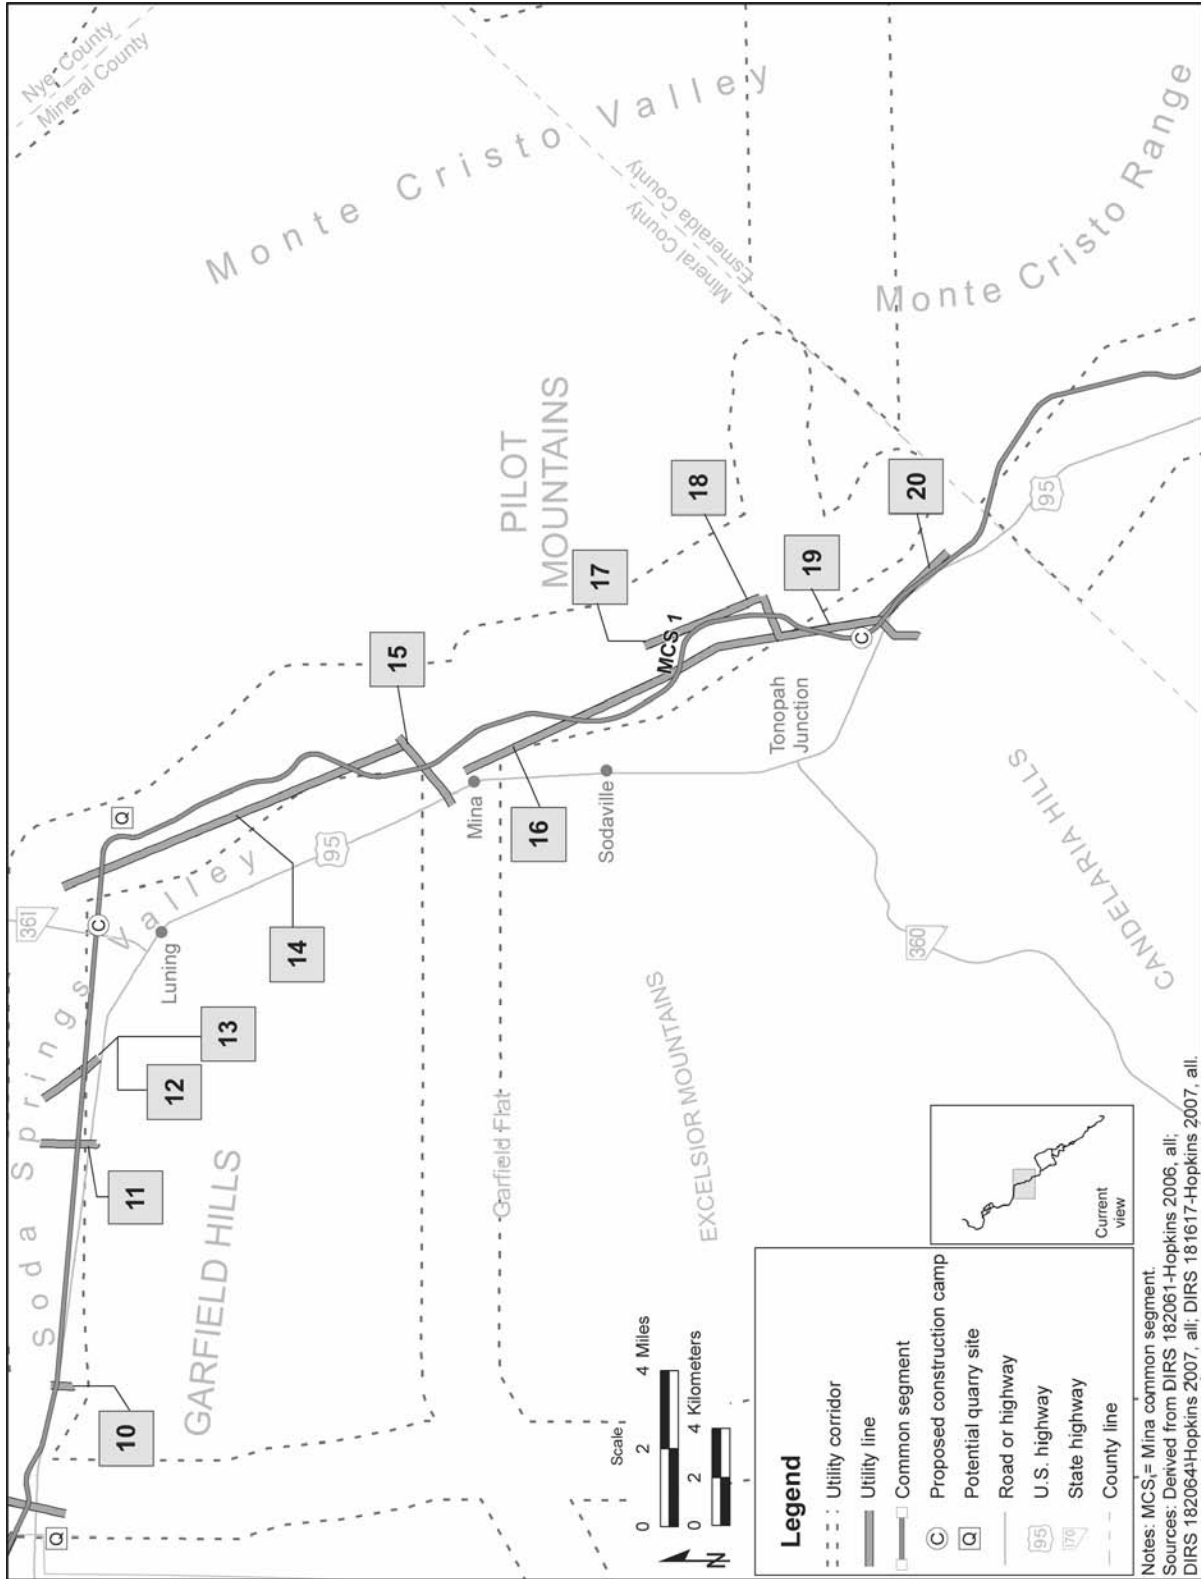 Nye County
Mineral County
Monte Cristo Valley
Mineral County
Esmeralda County
Monte Cristo Range
PILOT
MOUNTAINS
17
18
19
20
MCS 1
95
15
16
14
Tonopah
Junction
Mina
Sodaville
95
361
C
Q
C
Luning
Soda Springs Valley
13
12
11
10
Q
GARFIELD HILLS
Garfield Flat
EXCELSIOR MOUNTAINS
360
CANDELARIA HILLS
N
Scale
0 2 4 Miles
0 2 4 Kilometers
Legend
Utility corridor
Utility line
Common segment
C Proposed construction camp
Q Potential quarry site
Road or highway
95 U.S. highway
170 State highway
County line
Current
view
Notes: MCS1= Mina common segment.
Sources: Derived from DIRS 182061-Hopkins 2006, all;
DIRS 182064-Hopkins 2007, all; DIRS 181617-Hopkins 2007, all.